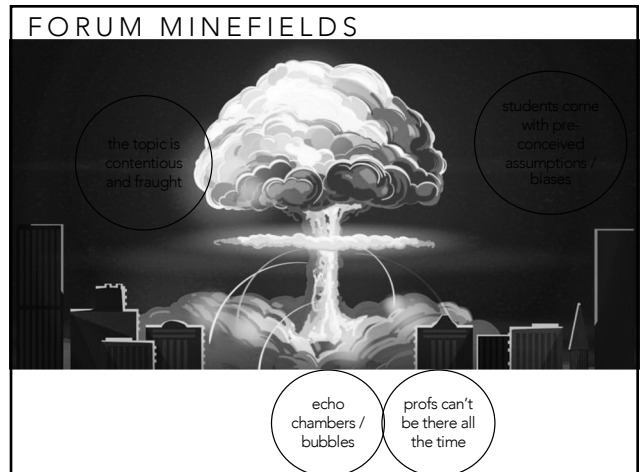 FORUM MINEFIELDS
the topic is
contentious
and fraught
students come
with pre-
conceived
assumptions /
biases
echo
chambers /
bubbles
profs can't
be there all
the time